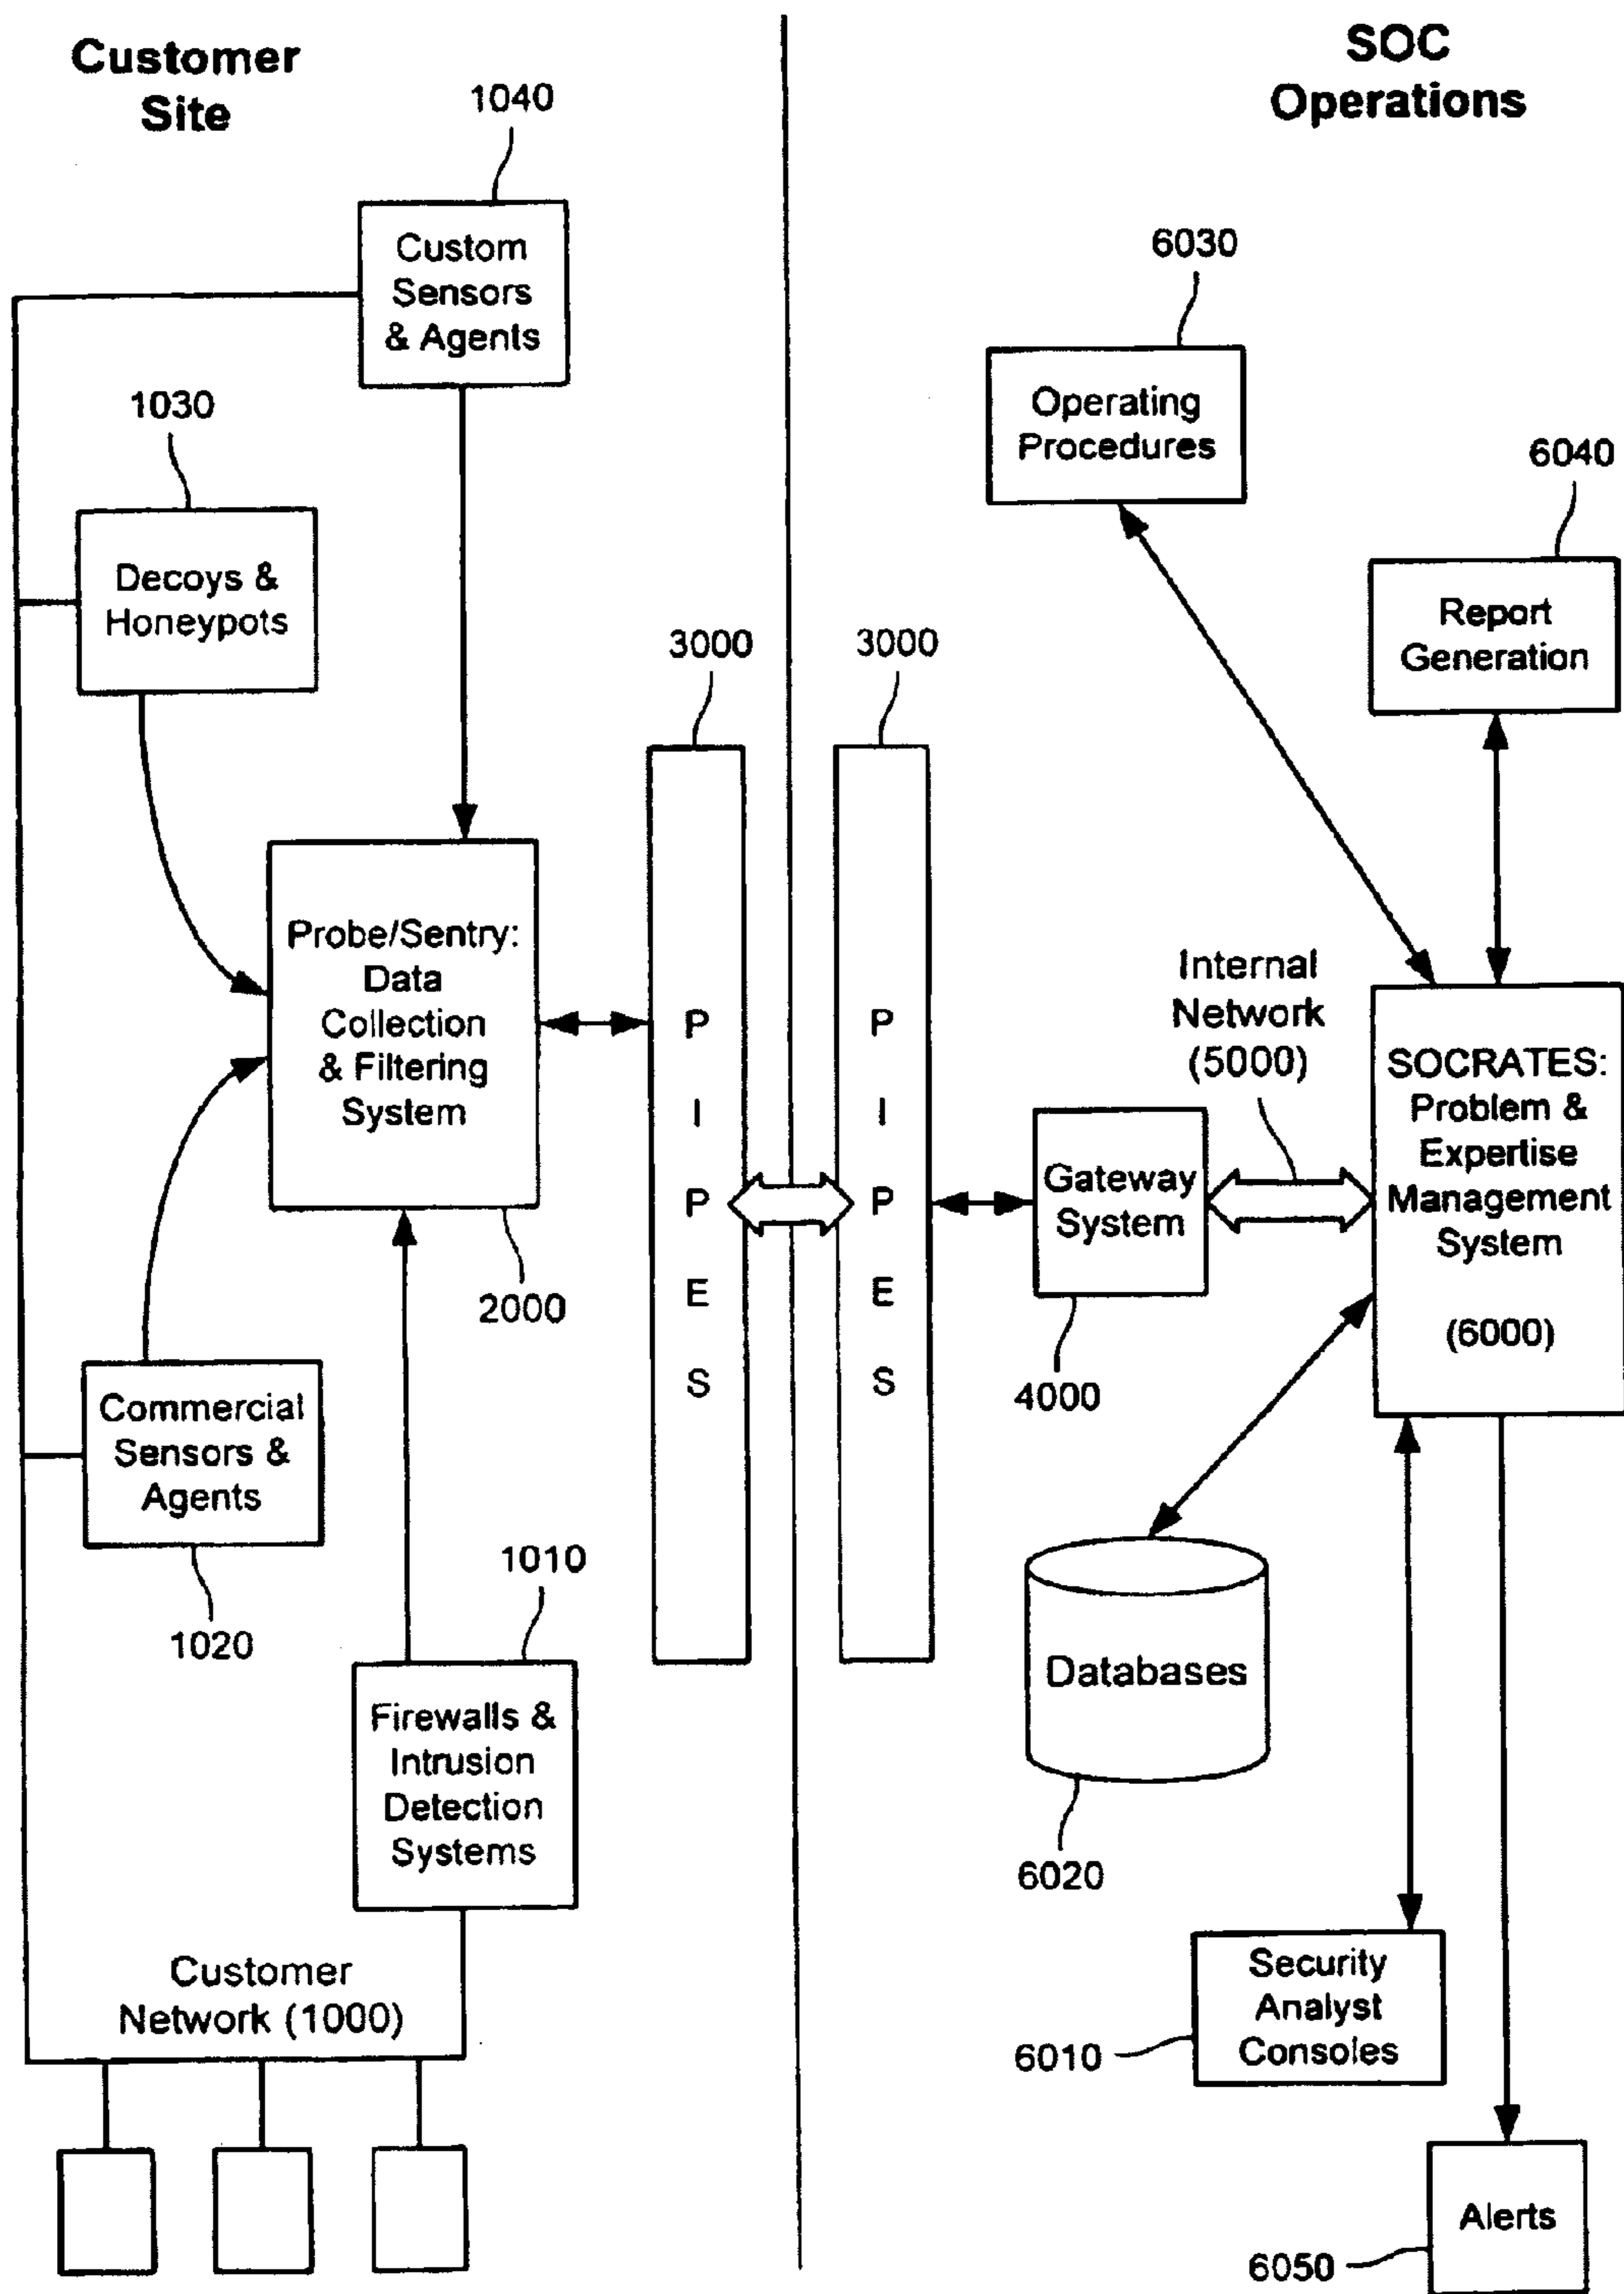 Customer
Site
SOC
Operations
1040
Custom
Sensors
& Agents
6030
Operating
Procedures
1030
Decoys &
Honeypots
6040
Report
Generation
3000
3000
Probe/Sentry:
Data
Collection
& Filtering
System
2000
P
I
P
E
S
P
I
P
E
S
Internal
Network
(5000)
Gateway
System
4000
SOCRATES:
Problem &
Expertise
Management
System
(6000)
Commercial
Sensors &
Agents
1020
1010
Firewalls &
Intrusion
Detection
Systems
Databases
6020
Customer
Network (1000)
Security
Analyst
Consoles
6010
Alerts
6050